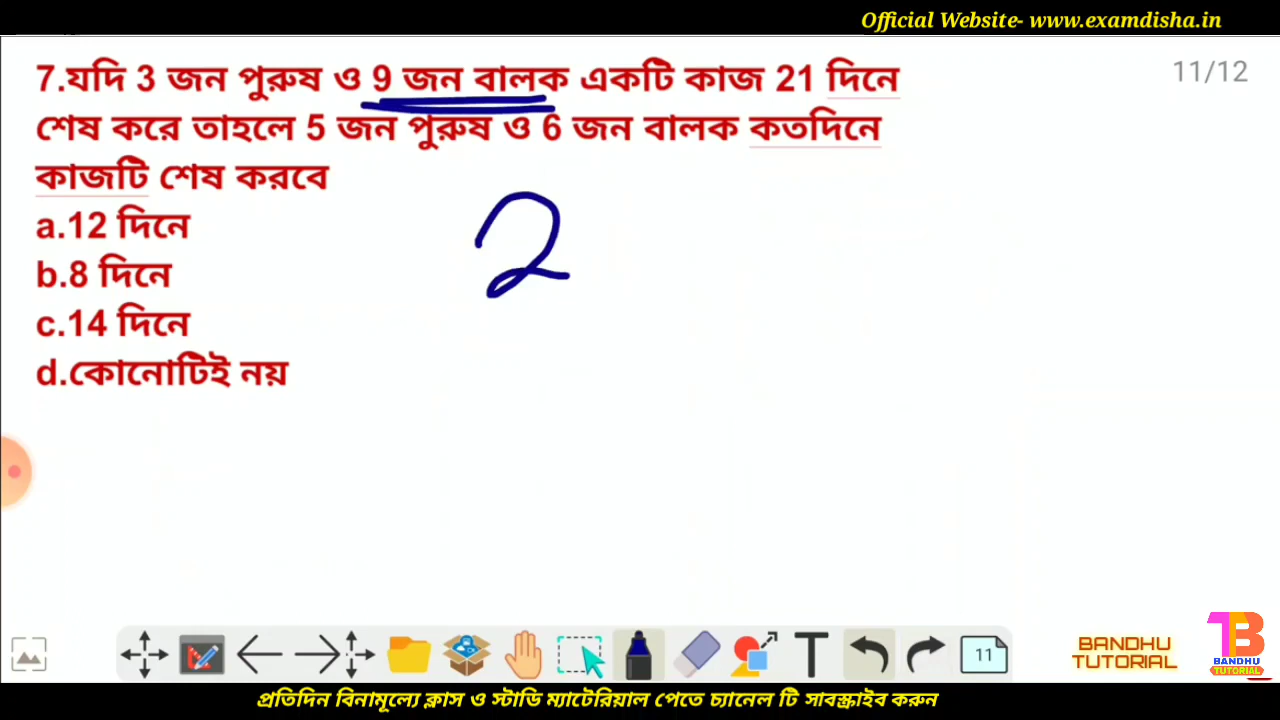 Official Website- www.examdisha.in
11/12
7.যদি 3 জন পুরুষ ও 9 জন বালক একটি কাজ 21 দিনে
শেষ করে তাহলে 5 জন পুরুষ ও 6 জন বালক কতদিনে
কাজটি শেষ করবে
a.12 দিনে
b.8 দিনে
c.14 দিনে
d.কোনোটিই নয়
2
T
11
BANDHU
TUTORIAL
TB
BANDHU
TUTORIAL
প্রতিদিন বিনামূল্যে ক্লাস ও স্টাডি ম্যাটেরিয়াল পেতে চ্যানেল টি সাবস্ক্রাইব করুন